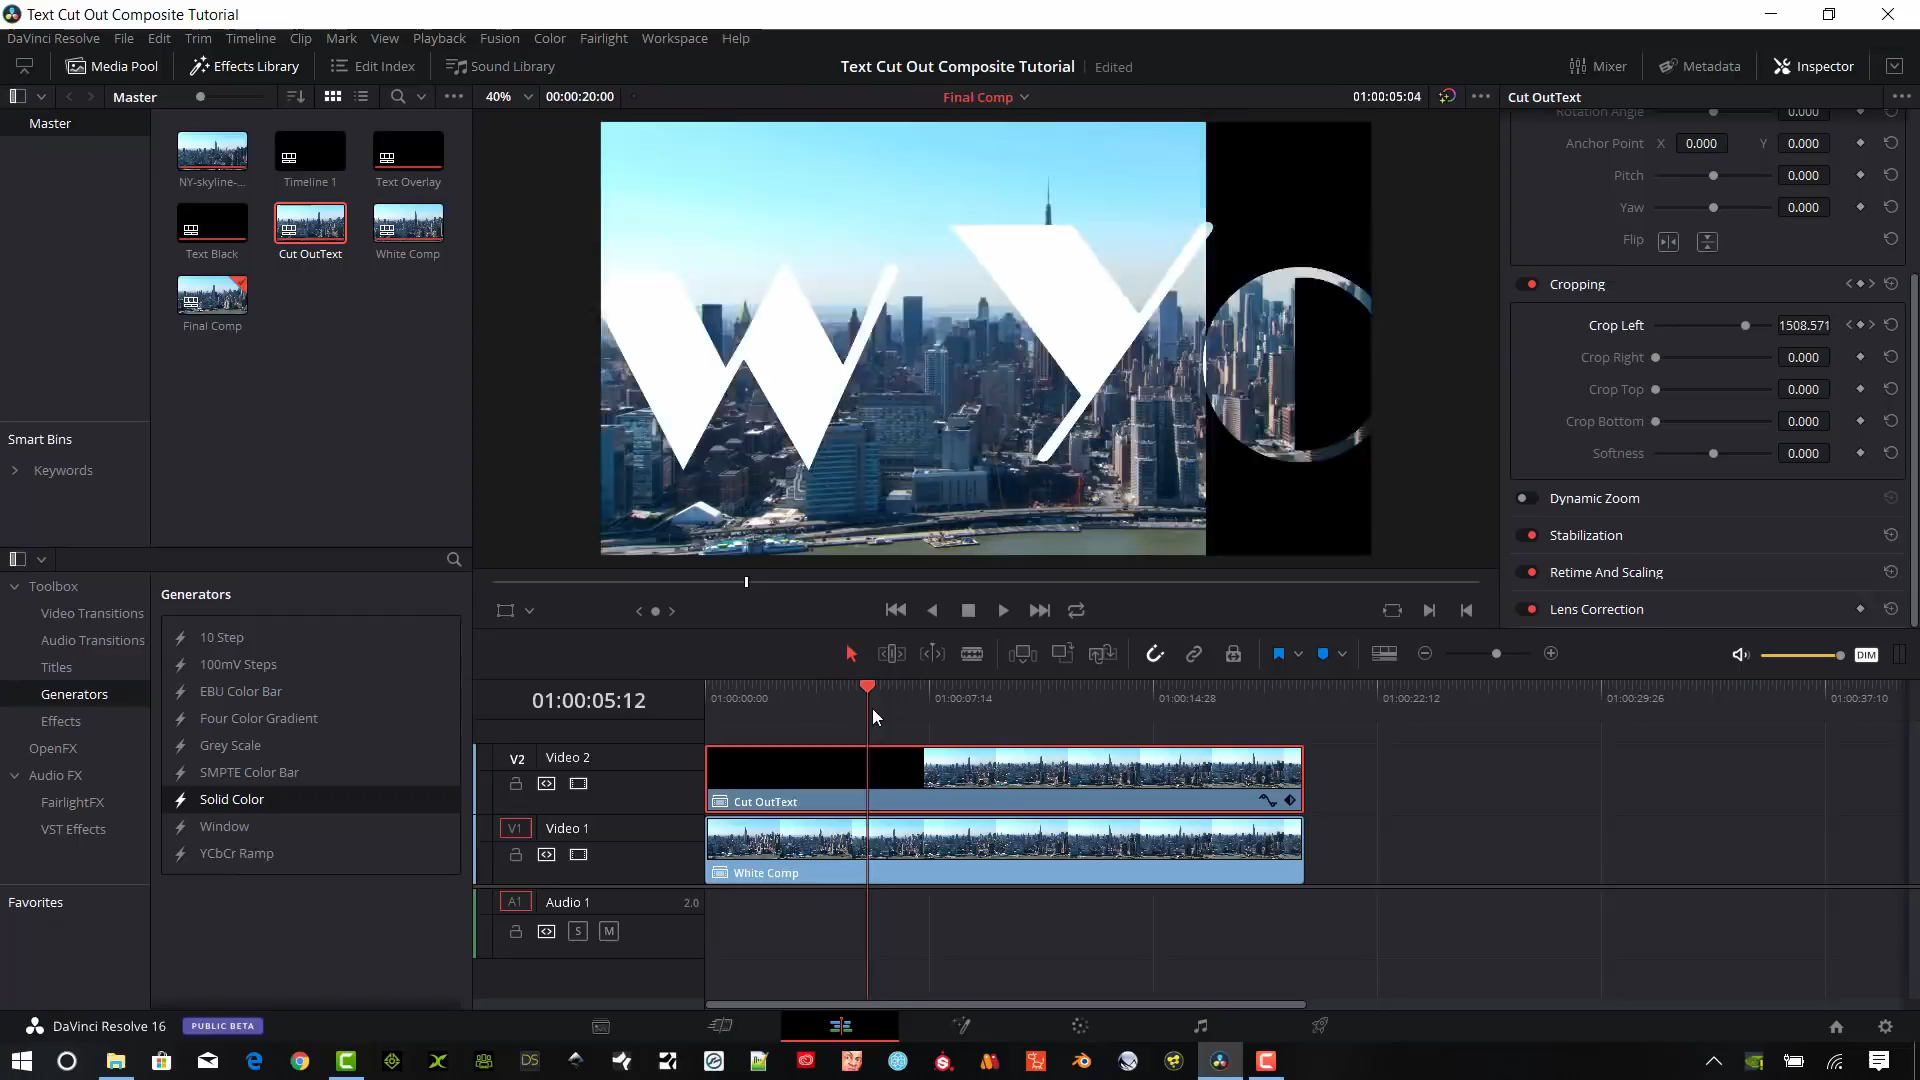 Text Cut Out Composite Tutorial
DaVinci Resolve File Edit Trim Timeline Clip Mark View Playback Fusion Color Fairlight Workspace Help
Media Pool Effects Library Edit Index Sound Library Text Cut Out Composite Tutorial Edited Mixer Metadata Inspector
Master 40% 00:00:20:00 Final Comp 01:00:05:04 Cut OutText
Master
NY-skyline-... Timeline 1 Text Overlay
Text Black Cut OutText White Comp
Final Comp
Smart Bins
Keywords
W Y O
Rotation Angle
Anchor Point X 0.000 Y 0.000
Pitch 0.000
Yaw 0.000
Flip
Cropping
Crop Left 1508.571
Crop Right 0.000
Crop Top 0.000
Crop Bottom 0.000
Softness 0.000
Dynamic Zoom
Stabilization
Retime And Scaling
Lens Correction
Toolbox
Video Transitions
Audio Transitions
Titles
Generators
Effects
OpenFX
Audio FX
FairlightFX
VST Effects
Favorites
Generators
10 Step
100mV Steps
EBU Color Bar
Four Color Gradient
Grey Scale
SMPTE Color Bar
Solid Color
Window
YCbCr Ramp
DIM
01:00:05:12 01:00:00:00 01:00:07:14 01:00:14:28 01:00:22:12 01:00:29:26 01:00:37:10
V2 Video 2
Cut OutText
V1 Video 1
White Comp
A1 Audio 1 2.0
S M
DaVinci Resolve 16 PUBLIC BETA
DS